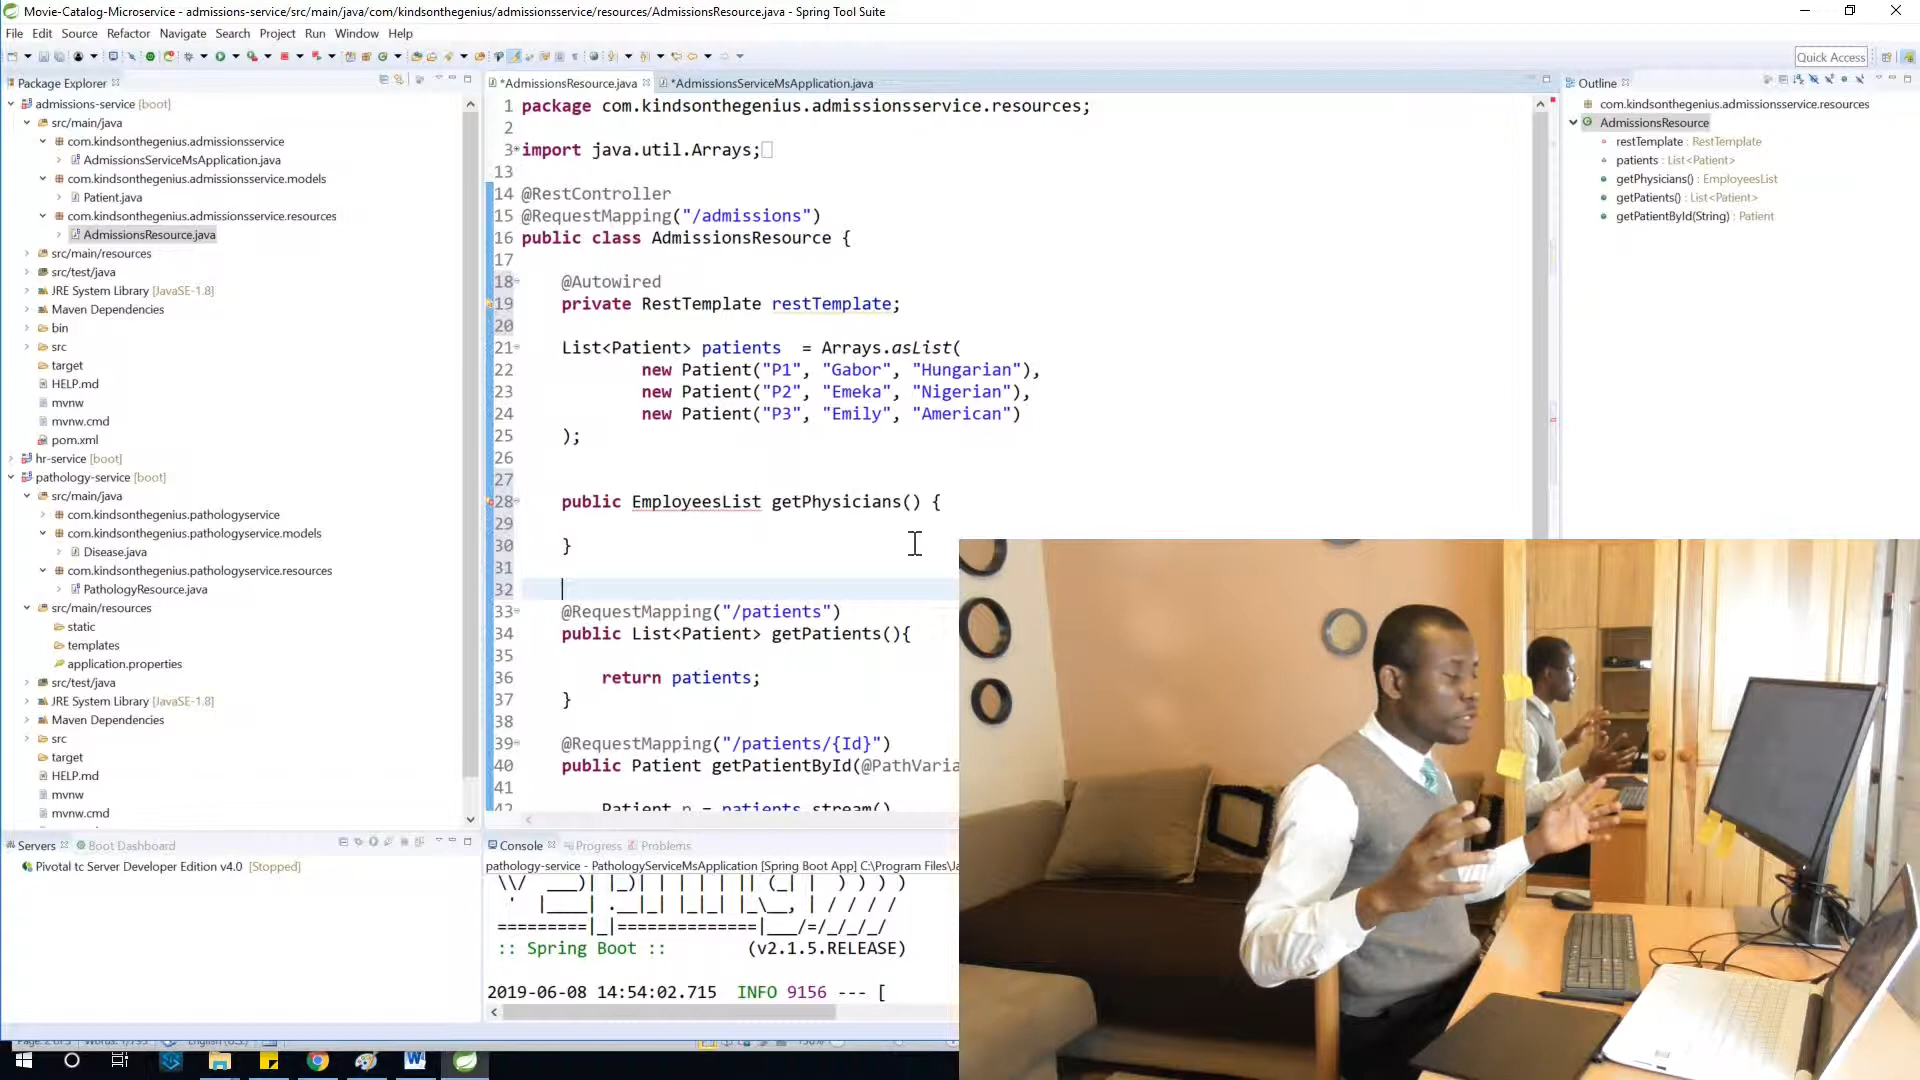 Movie-Catalog-Microservice - admissions-service/src/main/java/com/kindsonthegenius/admissionsservice/resources/AdmissionsResource.java - Spring Tool Suite
File Edit Source Refactor Navigate Search Project Run Window Help
Quick Access
Package Explorer
admissions-service [boot]
src/main/java
com.kindsonthegenius.admissionsservice
AdmissionsServiceMsApplication.java
com.kindsonthegenius.admissionsservice.models
Patient.java
com.kindsonthegenius.admissionsservice.resources
AdmissionsResource.java
src/main/resources
src/test/java
JRE System Library [JavaSE-1.8]
Maven Dependencies
bin
src
target
HELP.md
mvnw
mvnw.cmd
pom.xml
hr-service [boot]
pathology-service [boot]
src/main/java
com.kindsonthegenius.pathologyservice
com.kindsonthegenius.pathologyservice.models
Disease.java
com.kindsonthegenius.pathologyservice.resources
PathologyResource.java
src/main/resources
static
templates
application.properties
src/test/java
JRE System Library [JavaSE-1.8]
Maven Dependencies
src
target
HELP.md
mvnw
mvnw.cmd
*AdmissionsResource.java *AdmissionsServiceMsApplication.java
1 package com.kindsonthegenius.admissionsservice.resources;
2
3 import java.util.Arrays;
13
14 @RestController
15 @RequestMapping("/admissions")
16 public class AdmissionsResource {
17
18 @Autowired
19 private RestTemplate restTemplate;
20
21 List<Patient> patients = Arrays.asList(
22 new Patient("P1", "Gabor", "Hungarian"),
23 new Patient("P2", "Emeka", "Nigerian"),
24 new Patient("P3", "Emily", "American")
25 );
26
27
28 public EmployeesList getPhysicians() {
29
30 }
31
32
33 @RequestMapping("/patients")
34 public List<Patient> getPatients(){
35
36 return patients;
37 }
38
39 @RequestMapping("/patients/{Id}")
40 public Patient getPatientById(@PathVaria
41
42 Patient p = patients.stream()
Outline
com.kindsonthegenius.admissionsservice.resources
AdmissionsResource
restTemplate : RestTemplate
patients : List<Patient>
getPhysicians() : EmployeesList
getPatients() : List<Patient>
getPatientById(String) : Patient
Servers Boot Dashboard
Pivotal tc Server Developer Edition v4.0 [Stopped]
Console Progress Problems
pathology-service - PathologyServiceMsApplication [Spring Boot App] C:\Program Files\Ja
:: Spring Boot :: (v2.1.5.RELEASE)
2019-06-08 14:54:02.715 INFO 9156 --- [